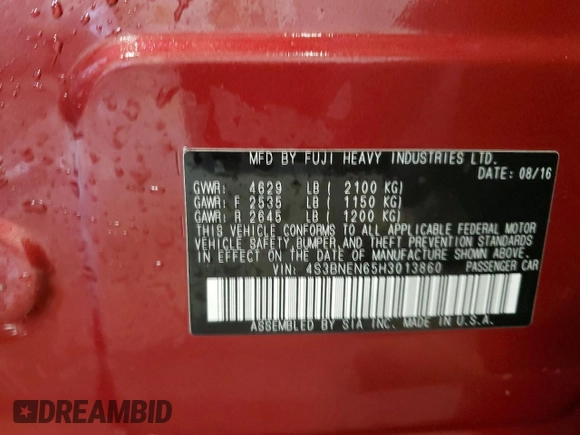 MFD BY FUJI HEAVY INDUSTRIES LTD.
DATE: 08/16
GVWR: 4629 LB ( 2100 KG)
GAWR: F 2535 LB ( 1150 KG)
GAWR: R 2645 LB ( 1200 KG)
THIS VEHICLE CONFORMS TO ALL APPLICABLE FEDERAL MOTOR
VEHICLE SAFETY,BUMPER,AND THEFT PREVENTION STANDARDS
IN EFFECT ON THE DATE OF MANUFACTURE SHOWN ABOVE.
VIN: 4S3BNEN65H3013860 PASSENGER CAR
ASSEMBLED BY SIA INC. MADE IN U.S.A.
DREAMBID